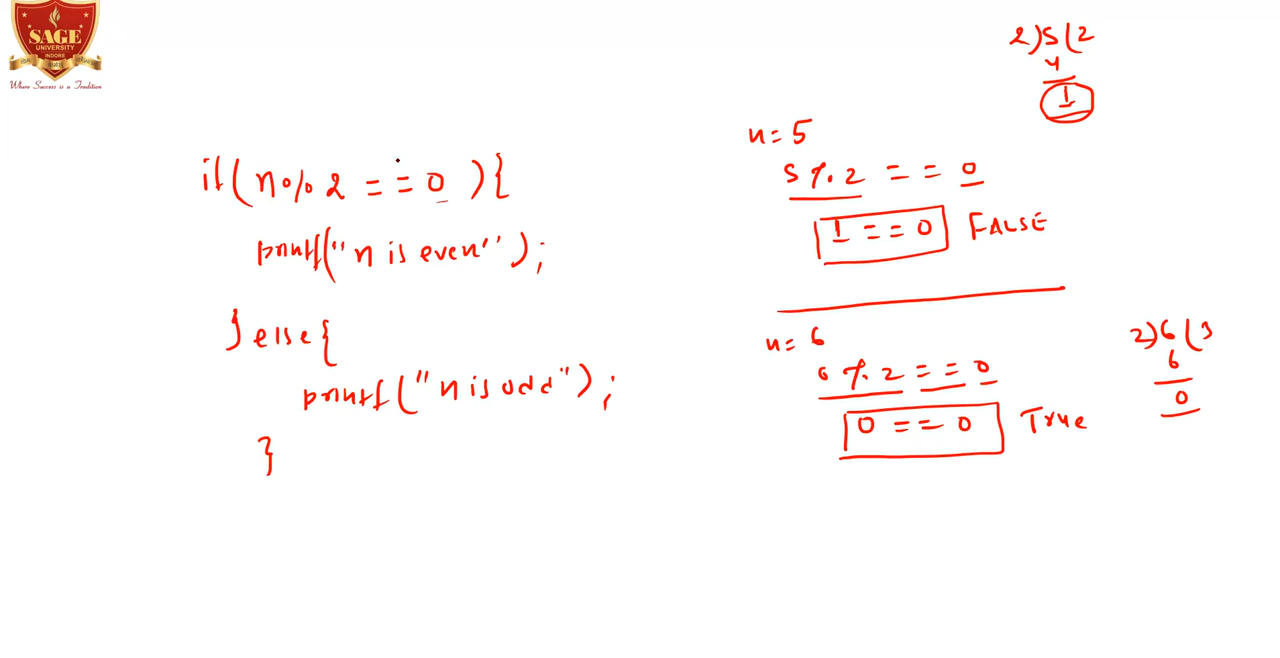 SAGE
UNIVERSITY
INDORE
Where Success is a Tradition
if(n%2 == 0){
printf("n is even");
}else{
printf("n is odd");
}
2)5(2
4
1
n=5
5%2 == 0
1 == 0 FALSE
n=6
6%2 == 0
0 == 0 True
2)6(3
6
0